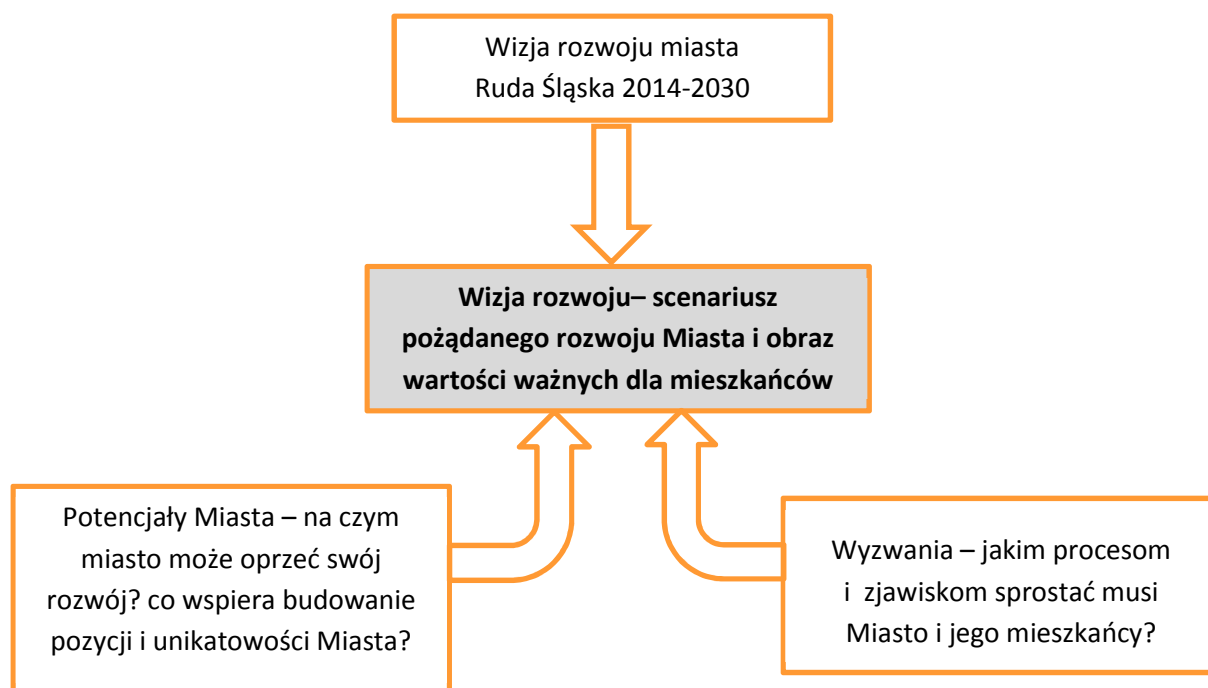 Wizja rozwoju miasta
Ruda Śląska 2014-2030
Wizja rozwoju– scenariusz
pożądanego rozwoju Miasta i obraz
wartości ważnych dla mieszkańców
Potencjały Miasta – na czym
miasto może oprzeć swój
rozwój? co wspiera budowanie
pozycji i unikatowości Miasta?
Wyzwania – jakim procesom
i zjawiskom sprostać musi
Miasto i jego mieszkańcy?